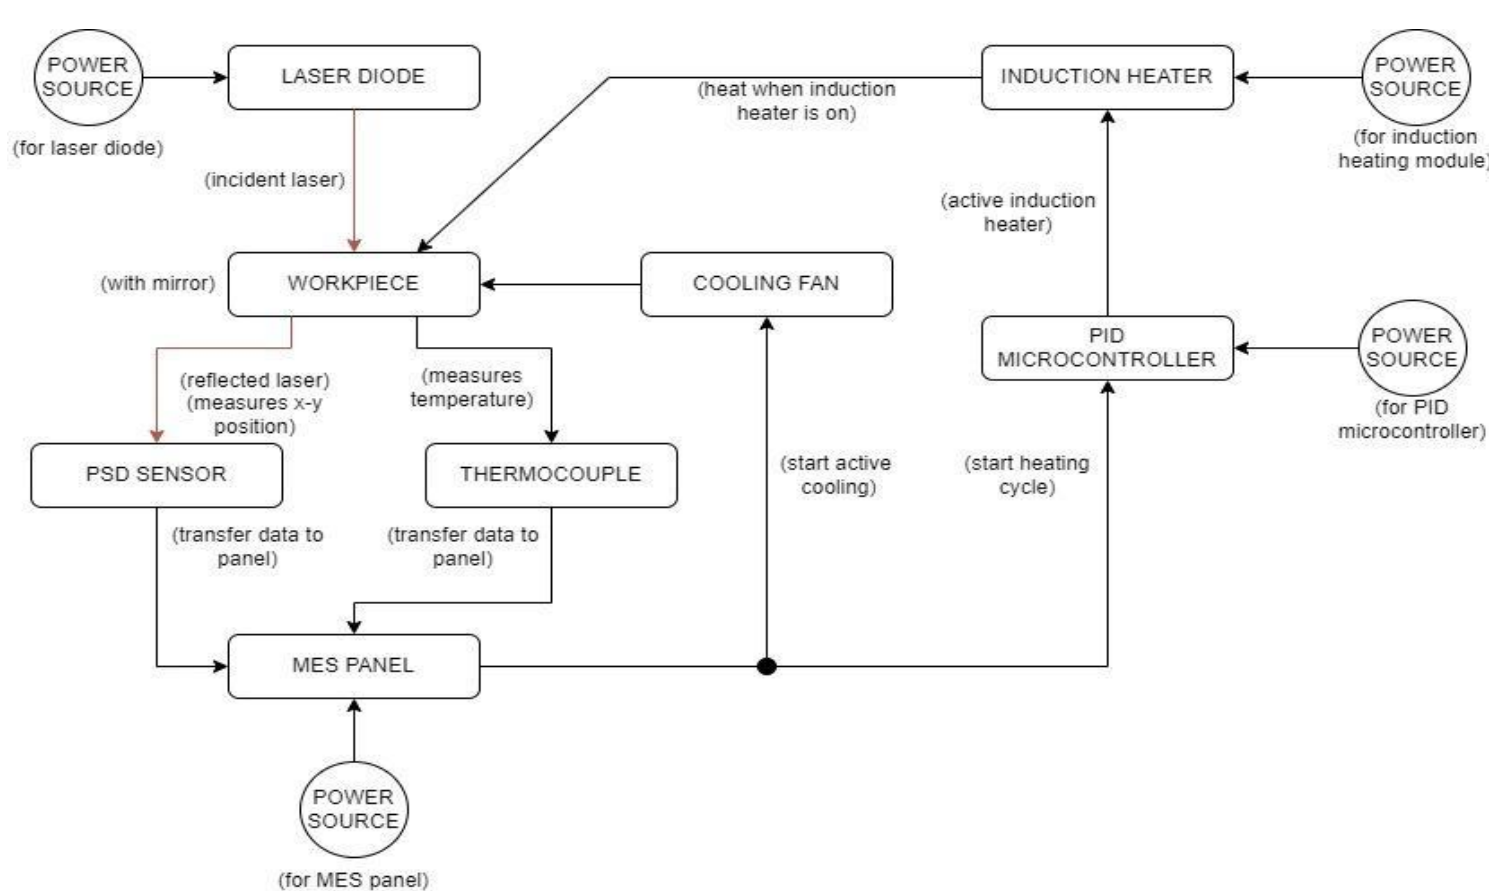 POWER
SOURCE
(for laser diode)
LASER DIODE
(heat when induction
heater is on)
INDUCTION HEATER
POWER
SOURCE
(for induction
heating module)
(incident laser)
(active induction
heater)
(with mirror)
WORKPIECE
COOLING FAN
PID
MICROCONTROLLER
POWER
SOURCE
(for PID
microcontroller)
(reflected laser)
(measures x-y
position)
(measures
temperature)
PSD SENSOR
THERMOCOUPLE
(start active
cooling)
(start heating
cycle)
(transfer data to
panel)
(transfer data to
panel)
MES PANEL
POWER
SOURCE
(for MES panel)